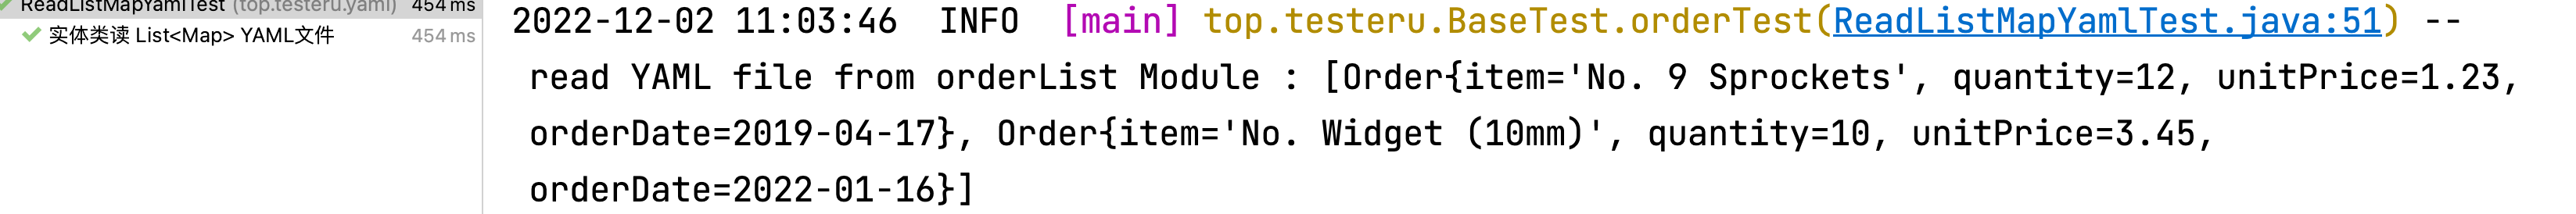 ReadListMapYamlTest (top.testeru.yaml) 454 ms
实体类读 List<Map> YAML文件 454 ms
2022-12-02 11:03:46 INFO [main] top.testeru.BaseTest.orderTest(ReadListMapYamlTest.java:51) --
read YAML file from orderList Module : [Order{item='No. 9 Sprockets', quantity=12, unitPrice=1.23,
orderDate=2019-04-17}, Order{item='No. Widget (10mm)', quantity=10, unitPrice=3.45,
orderDate=2022-01-16}]